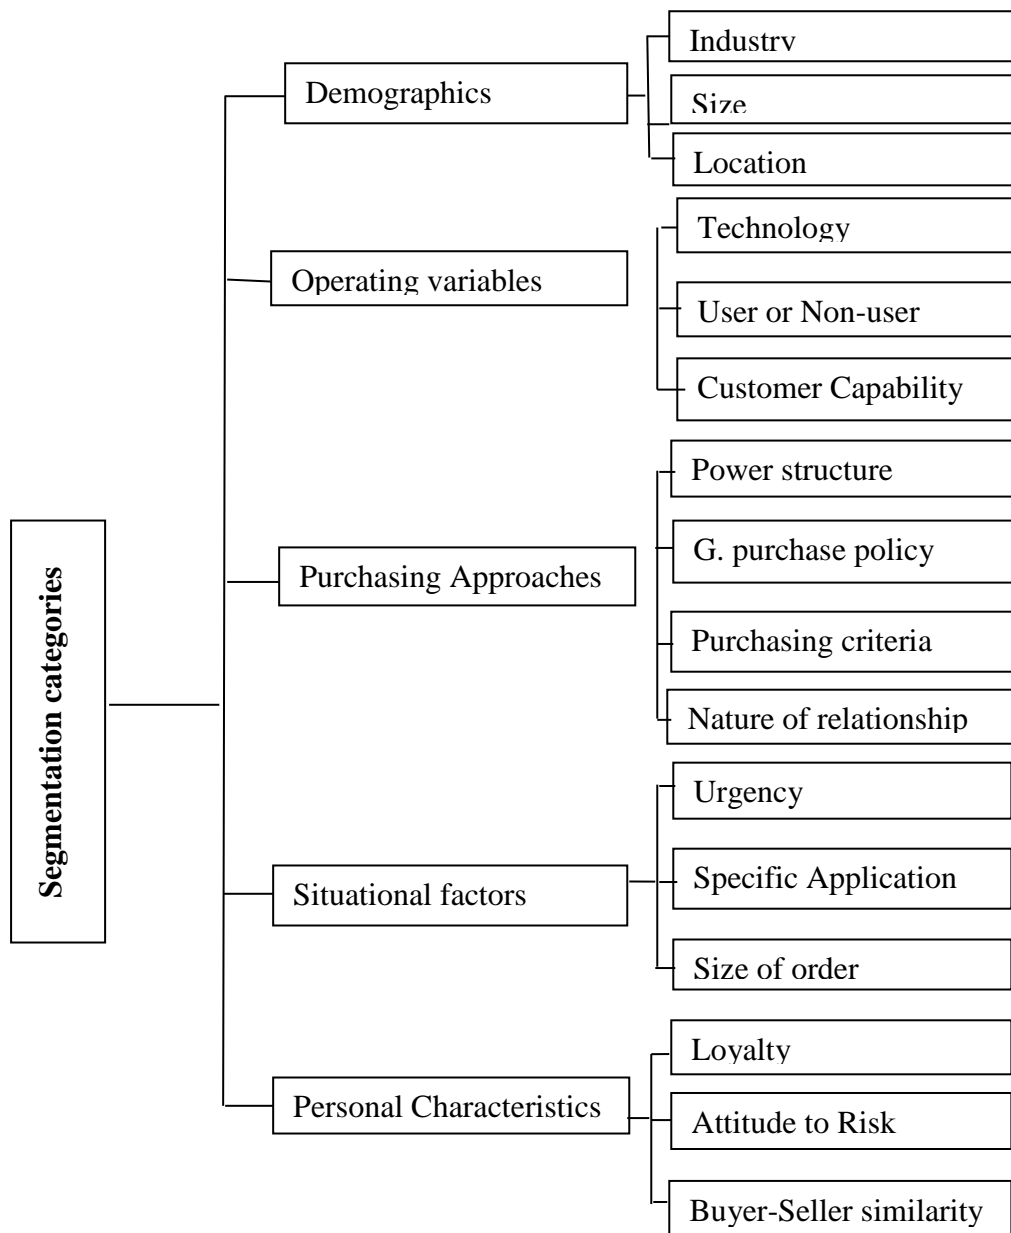 Segmentation categories
Demographics
Industry
Size
Location
Operating variables
Technology
User or Non-user
Customer Capability
Purchasing Approaches
Power structure
G. purchase policy
Purchasing criteria
Nature of relationship
Situational factors
Urgency
Specific Application
Size of order
Personal Characteristics
Loyalty
Attitude to Risk
Buyer-Seller similarity